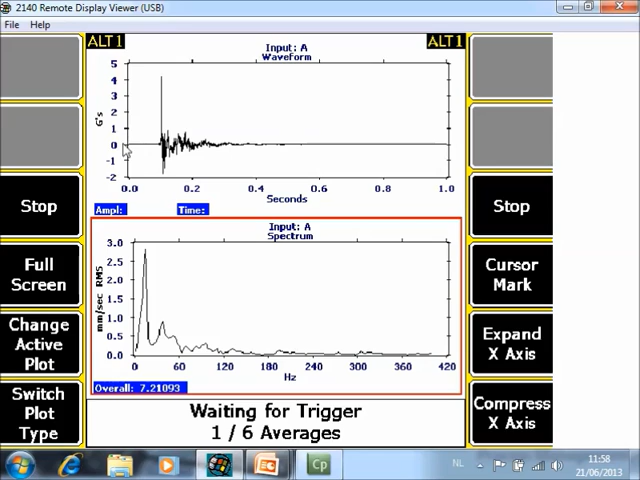 2140 Remote Display Viewer (USB)
File Help
ALT1
ALT1
Input: A
Waveform
5
4
3
2
1
0
-1
-2
G's
0.0 0.2 0.4 0.6 0.8 1.0
Seconds
Ampl: Time:
Input: A
Spectrum
3.0
2.5
2.0
1.5
1.0
0.5
0.0
mm/sec RMS
0 60 120 180 240 300 360 420
Hz
Overall: 7.21093
Waiting for Trigger
1 / 6 Averages
Stop
Full
Screen
Change
Active
Plot
Switch
Plot
Type
Stop
Cursor
Mark
Expand
X Axis
Compress
X Axis
Cp
NL
11:58
21/06/2013